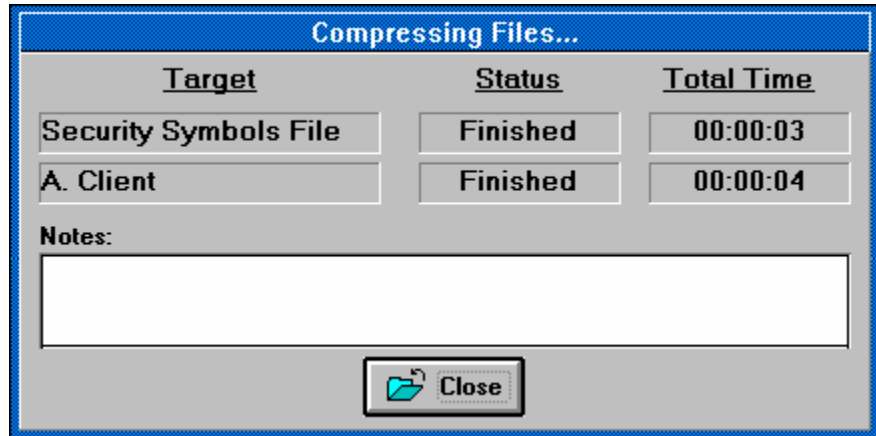 Compressing Files...
Target Status Total Time
Security Symbols File Finished 00:00:03
A. Client Finished 00:00:04
Notes:
Close